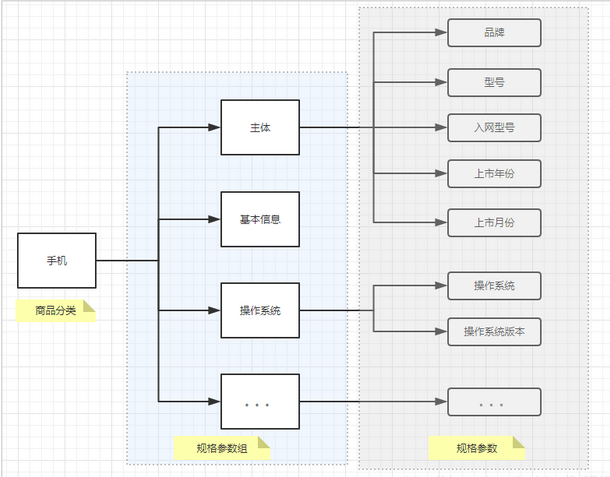 品牌
型号
主体
入网型号
上市年份
基本信息
上市月份
手机
操作系统
商品分类
操作系统
操作系统版本
...
...
规格参数组
规格参数